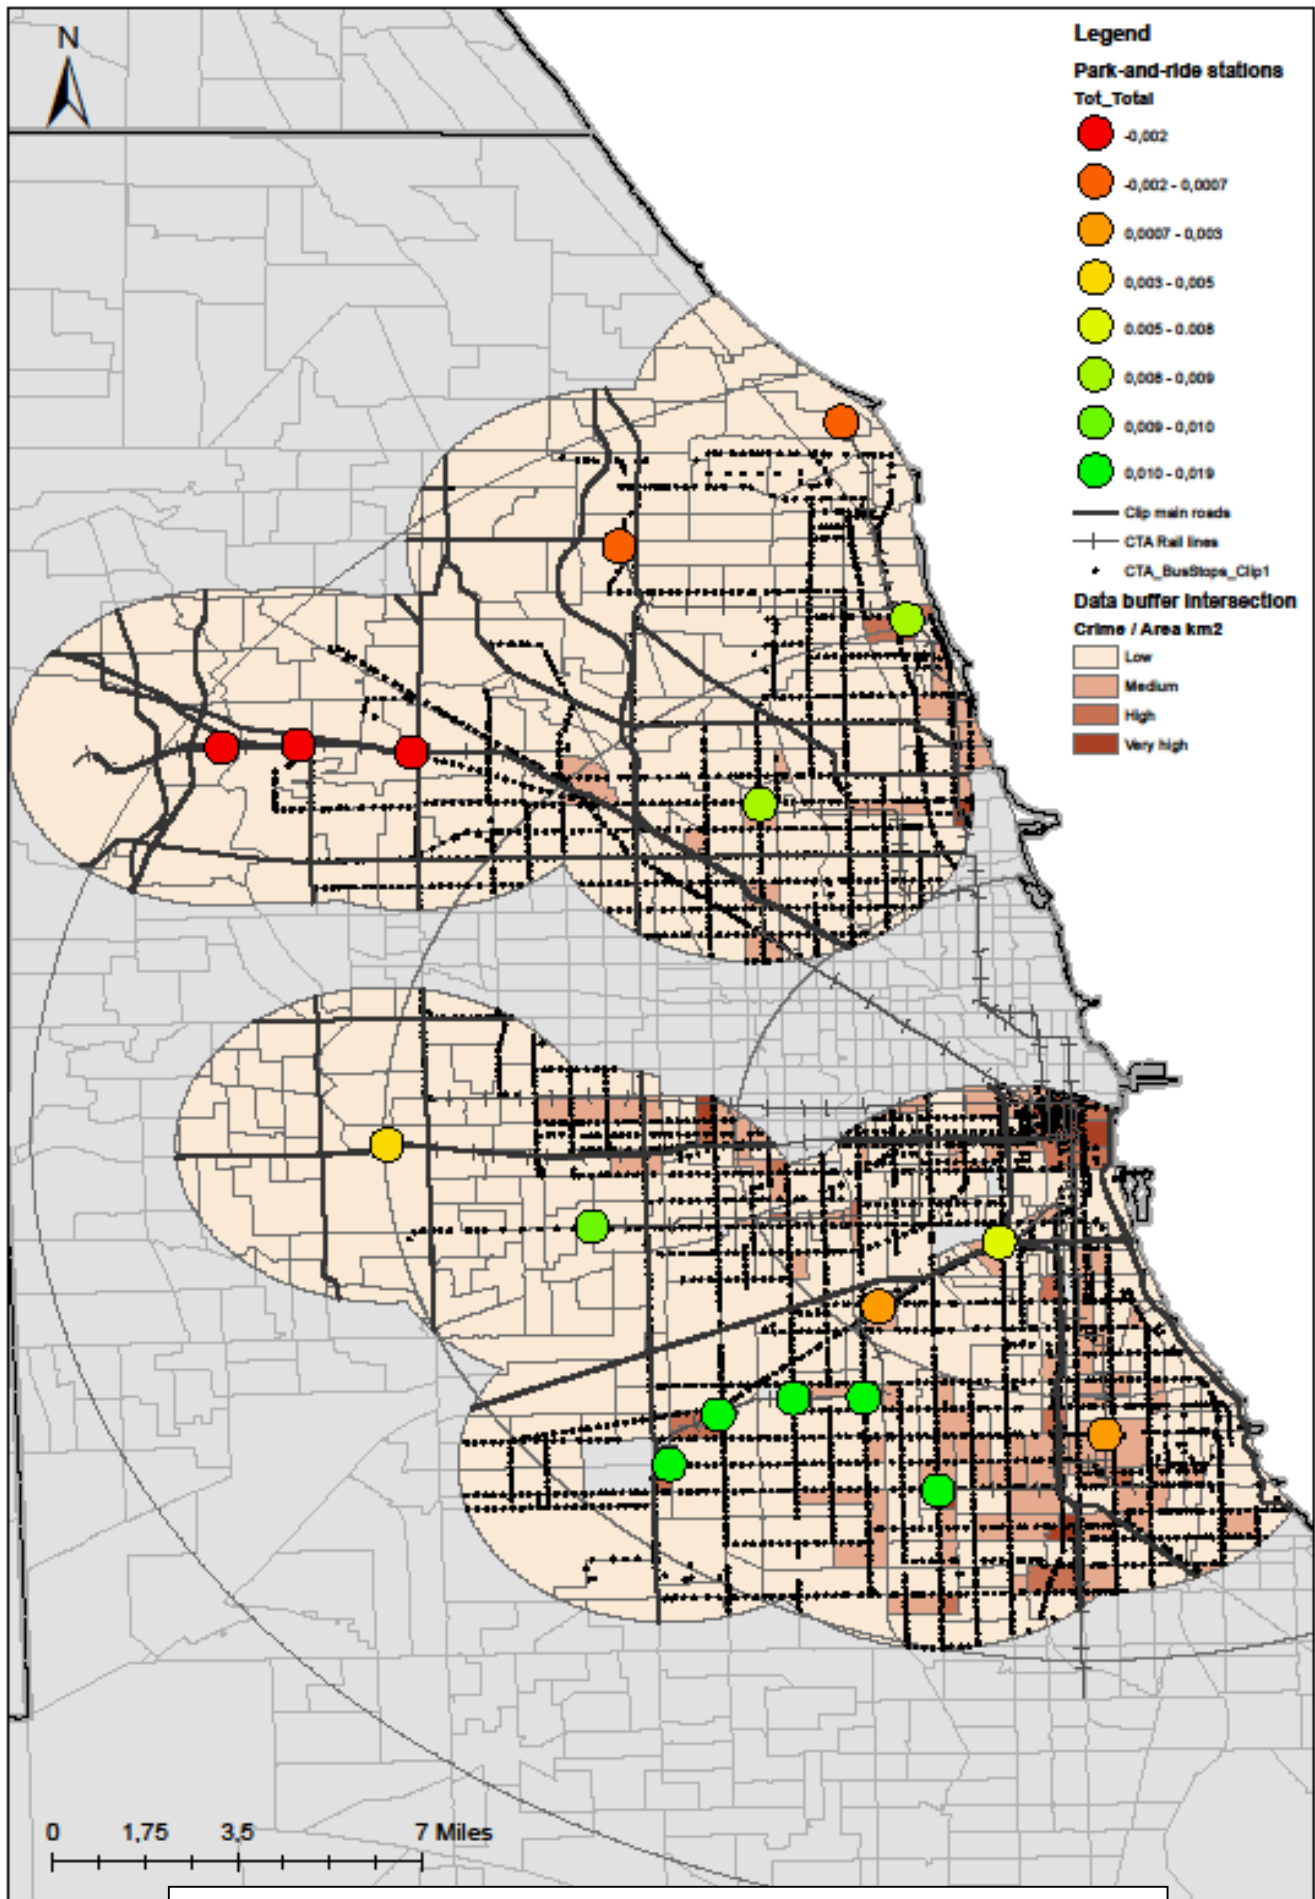 N
Legend
Park-and-ride stations
Tot_Total
-0,002
-0,002 - 0,0007
0,0007 - 0,003
0,003 - 0,005
0.005 - 0.008
0,008 - 0,009
0,009 - 0,010
0,010 - 0,019
Clip main roads
CTA Rail lines
CTA_BusStops_Clip1
Data buffer intersection
Crime / Area km2
Low
Medium
High
Very high
0 1,75 3,5 7 Miles